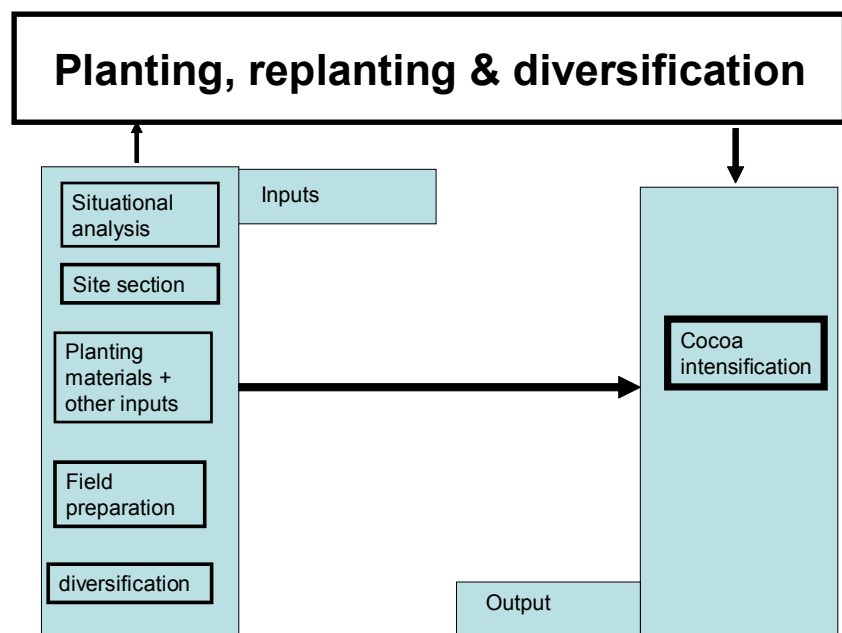 Planting, replanting & diversification
Situational
analysis
Inputs
Site section
Planting
materials +
other inputs
Field
preparation
diversification
Cocoa
intensification
Output